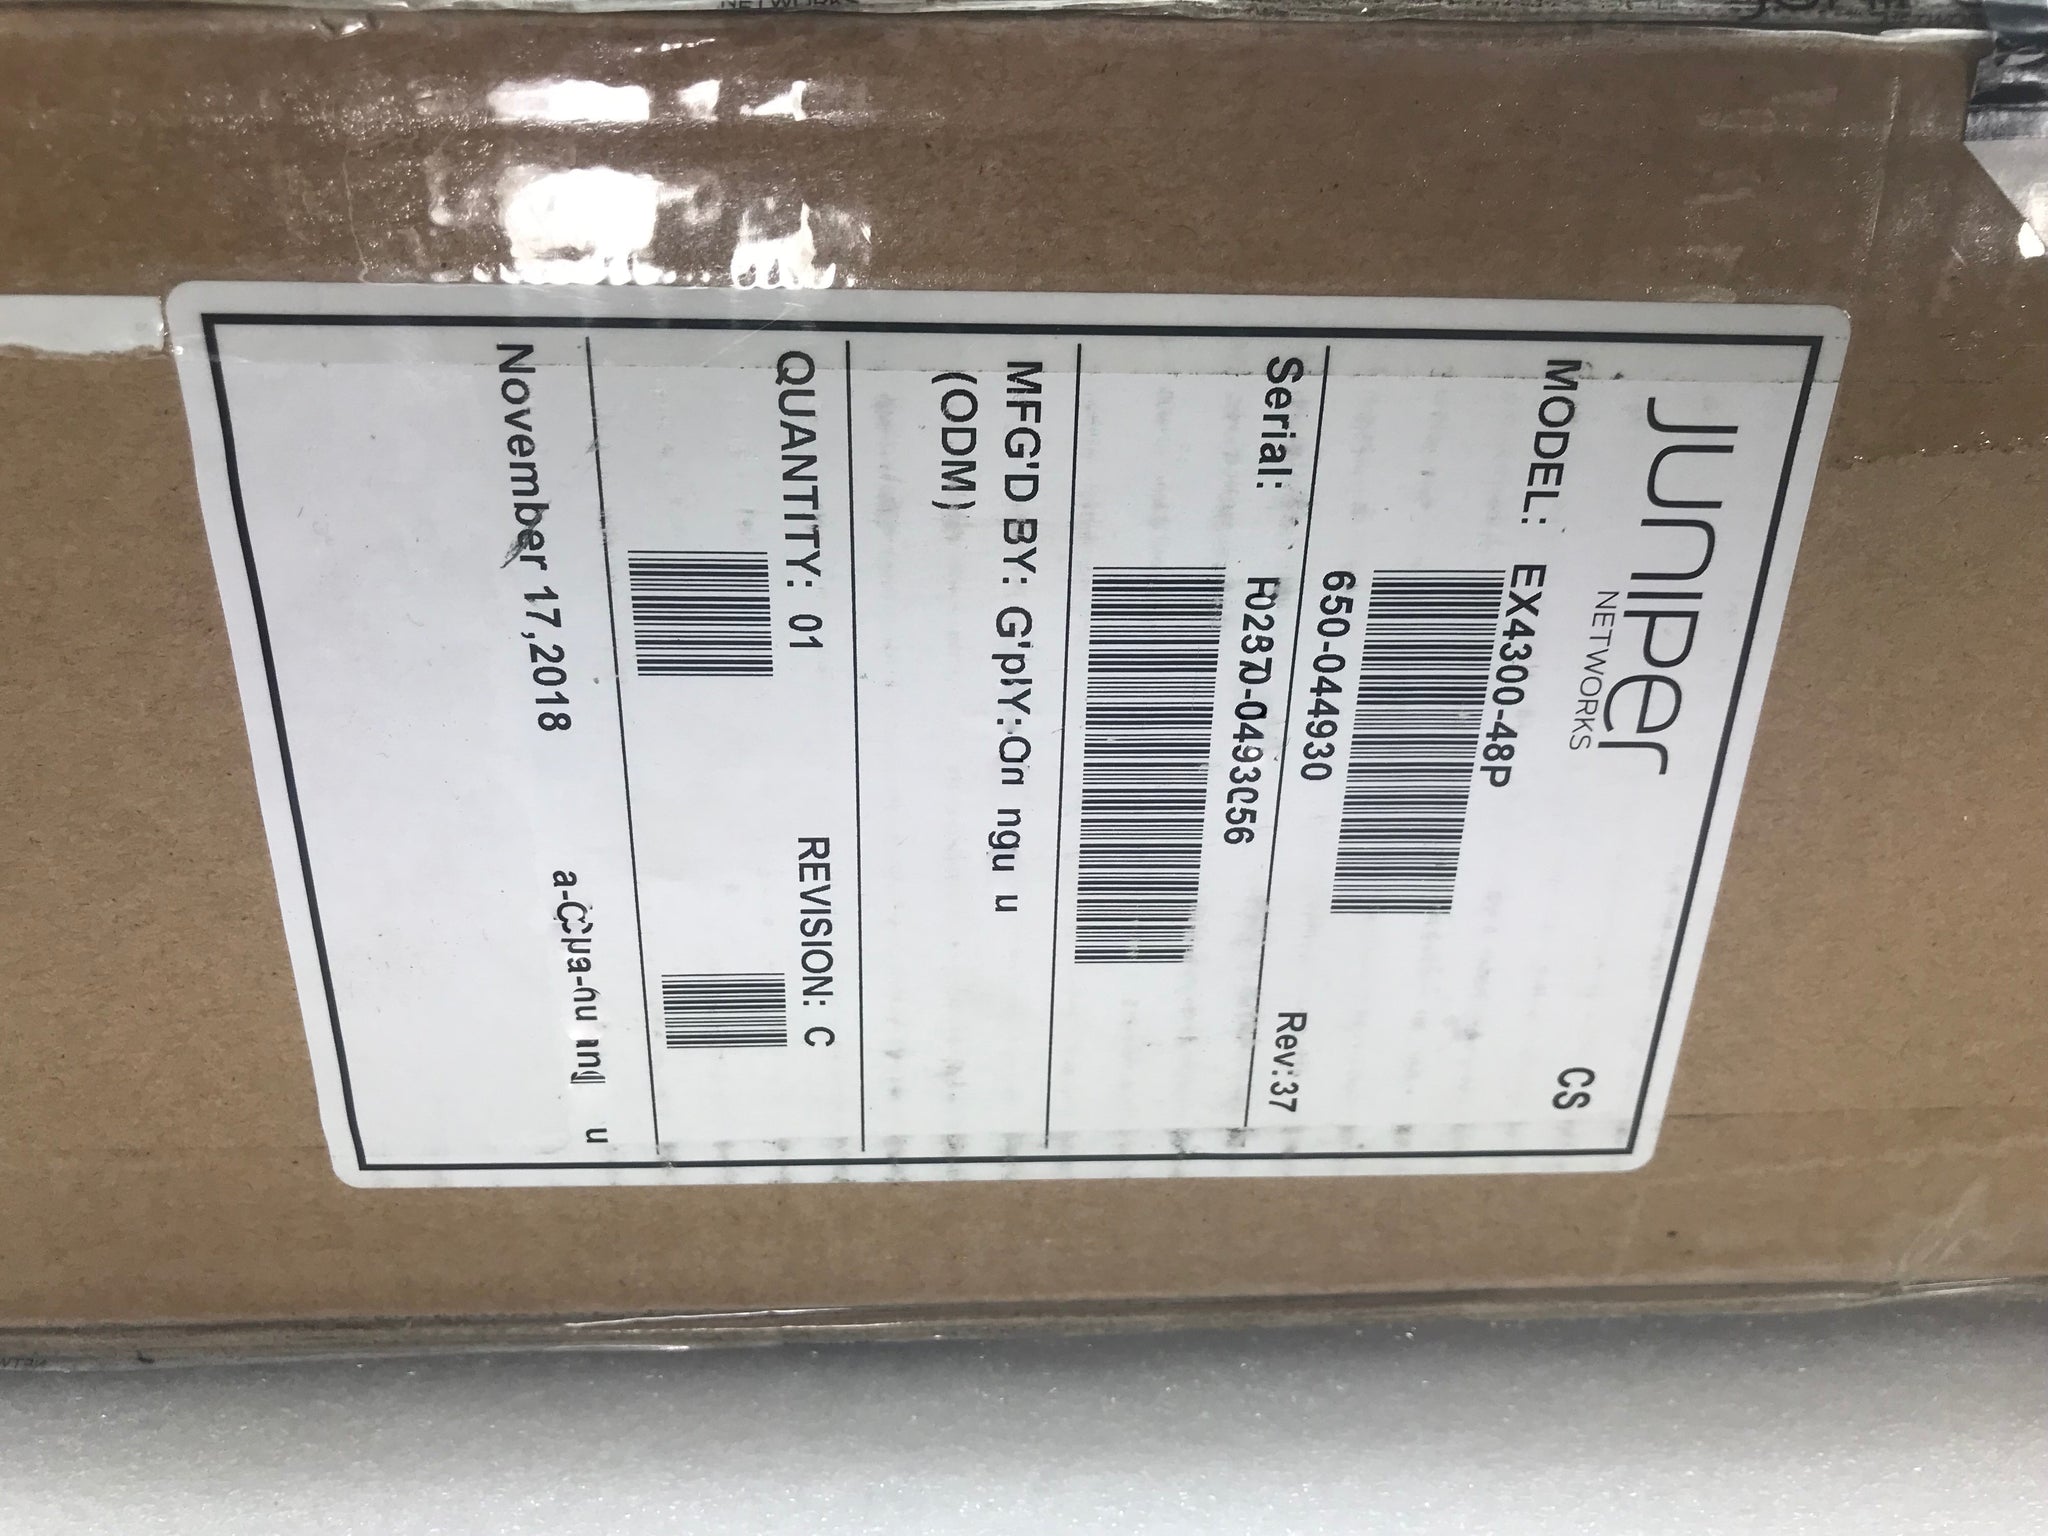 JUNIPER
NETWORKS
CS
MODEL: EX4300-48P
650-044930
Rev:37
Serial:
MFG'D BY:
(ODM)
QUANTITY: 01
REVISION: C
November 17,2018